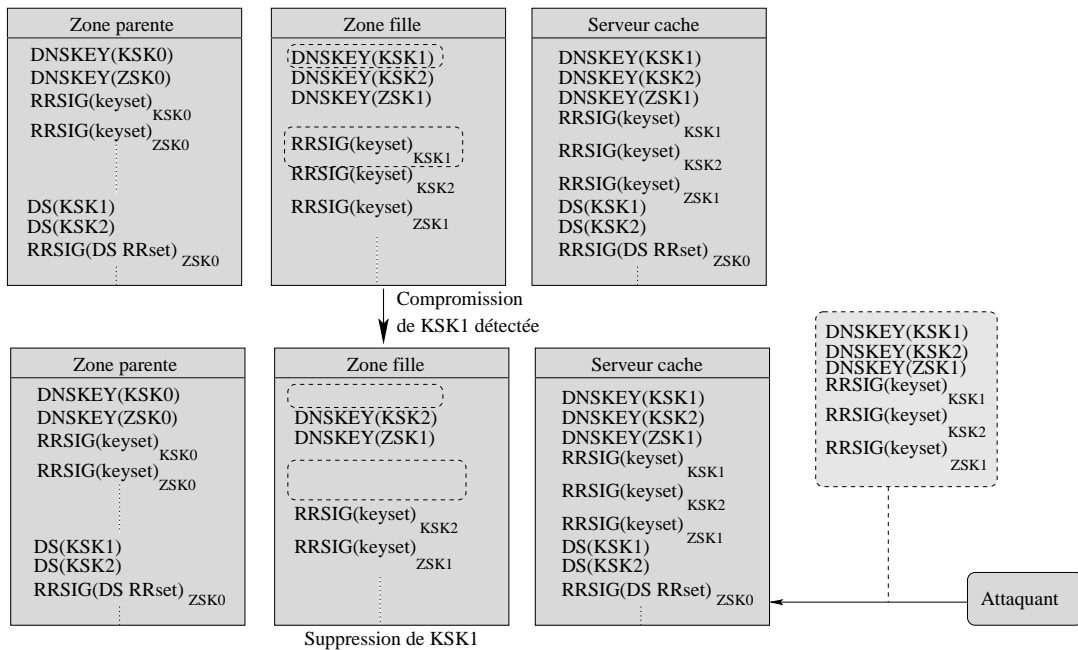 Zone parente
DNSKEY(KSK0)
DNSKEY(ZSK0)
RRSIG(keyset) KSK0
RRSIG(keyset) ZSK0
DS(KSK1)
DS(KSK2)
RRSIG(DS RRset) ZSK0
Zone fille
DNSKEY(KSK1)
DNSKEY(KSK2)
DNSKEY(ZSK1)
RRSIG(keyset) KSK1
RRSIG(keyset) KSK2
RRSIG(keyset) ZSK1
Serveur cache
DNSKEY(KSK1)
DNSKEY(KSK2)
DNSKEY(ZSK1)
RRSIG(keyset) KSK1
RRSIG(keyset) KSK2
RRSIG(keyset) ZSK1
DS(KSK1)
DS(KSK2)
RRSIG(DS RRset) ZSK0
Compromission
de KSK1 détectée
Zone parente
DNSKEY(KSK0)
DNSKEY(ZSK0)
RRSIG(keyset) KSK0
RRSIG(keyset) ZSK0
DS(KSK1)
DS(KSK2)
RRSIG(DS RRset) ZSK0
Zone fille
DNSKEY(KSK2)
DNSKEY(ZSK1)
RRSIG(keyset) KSK2
RRSIG(keyset) ZSK1
Suppression de KSK1
Serveur cache
DNSKEY(KSK1)
DNSKEY(KSK2)
DNSKEY(ZSK1)
RRSIG(keyset) KSK1
RRSIG(keyset) KSK2
RRSIG(keyset) ZSK1
DS(KSK1)
DS(KSK2)
RRSIG(DS RRset) ZSK0
DNSKEY(KSK1)
DNSKEY(KSK2)
DNSKEY(ZSK1)
RRSIG(keyset) KSK1
RRSIG(keyset) KSK2
RRSIG(keyset) ZSK1
Attaquant